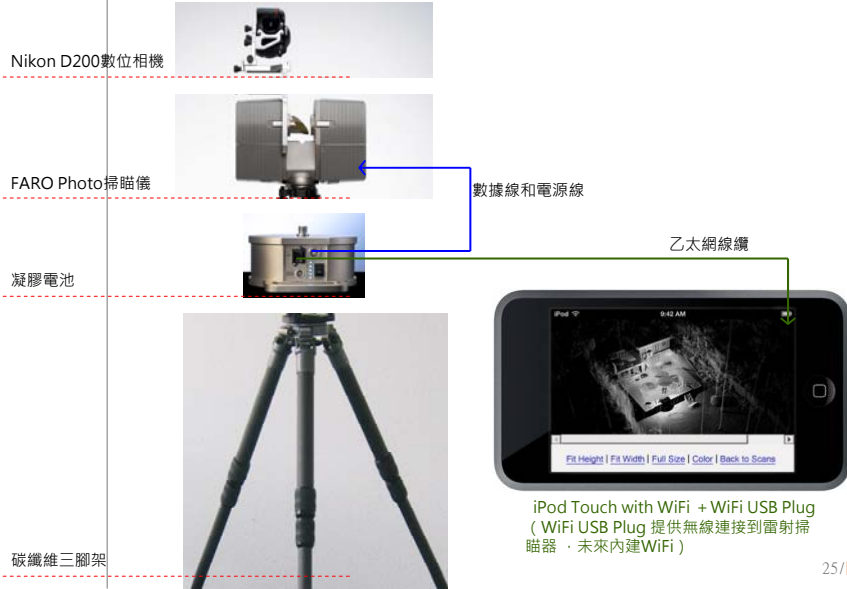 Nikon D200數位相機
FARO Photo掃瞄儀
數據線和電源線
乙太網線纜
凝膠電池
iPod
9:42 AM
Fit Height | Fit Width | Full Size | Color | Back to Scans
iPod Touch with WiFi + WiFi USB Plug
( WiFi USB Plug 提供無線連接到雷射掃
瞄器 ，未來內建WiFi )
碳纖維三腳架
25/